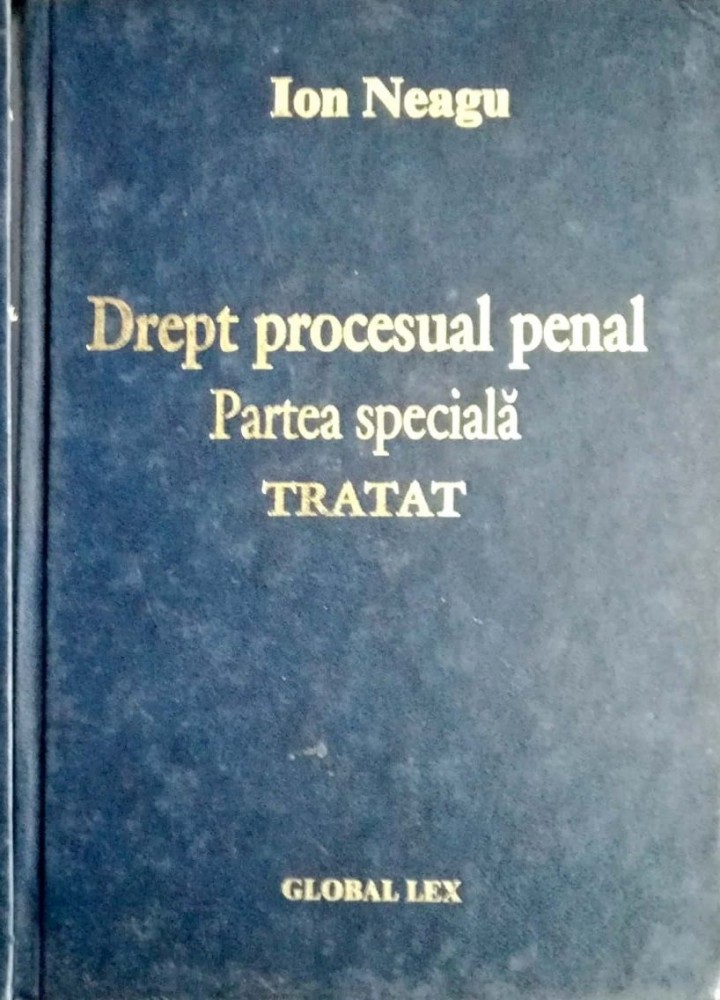 Ion Neagu
Drept procesual penal
Partea specială
TRATAT
GLOBAL LEX